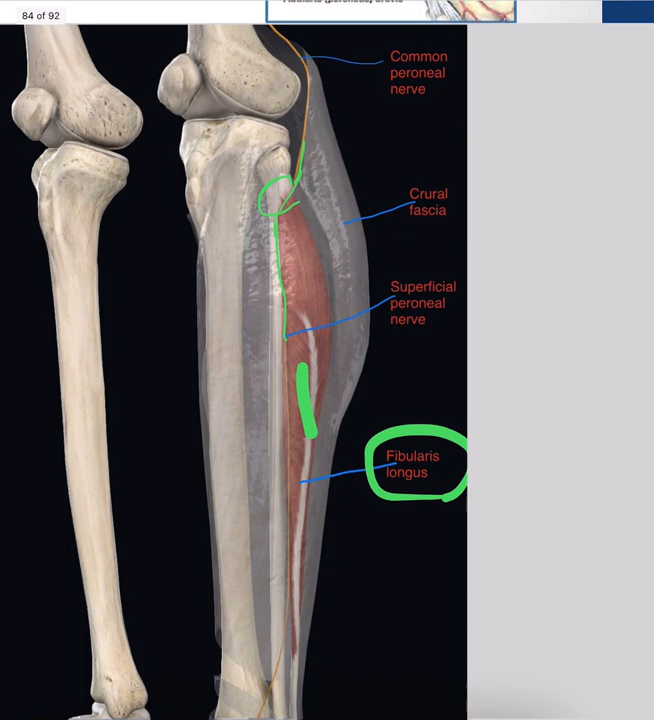 84 of 92
Common
peroneal
nerve
Crural
fascia
Superficial
peroneal
nerve
Fibularis
longus